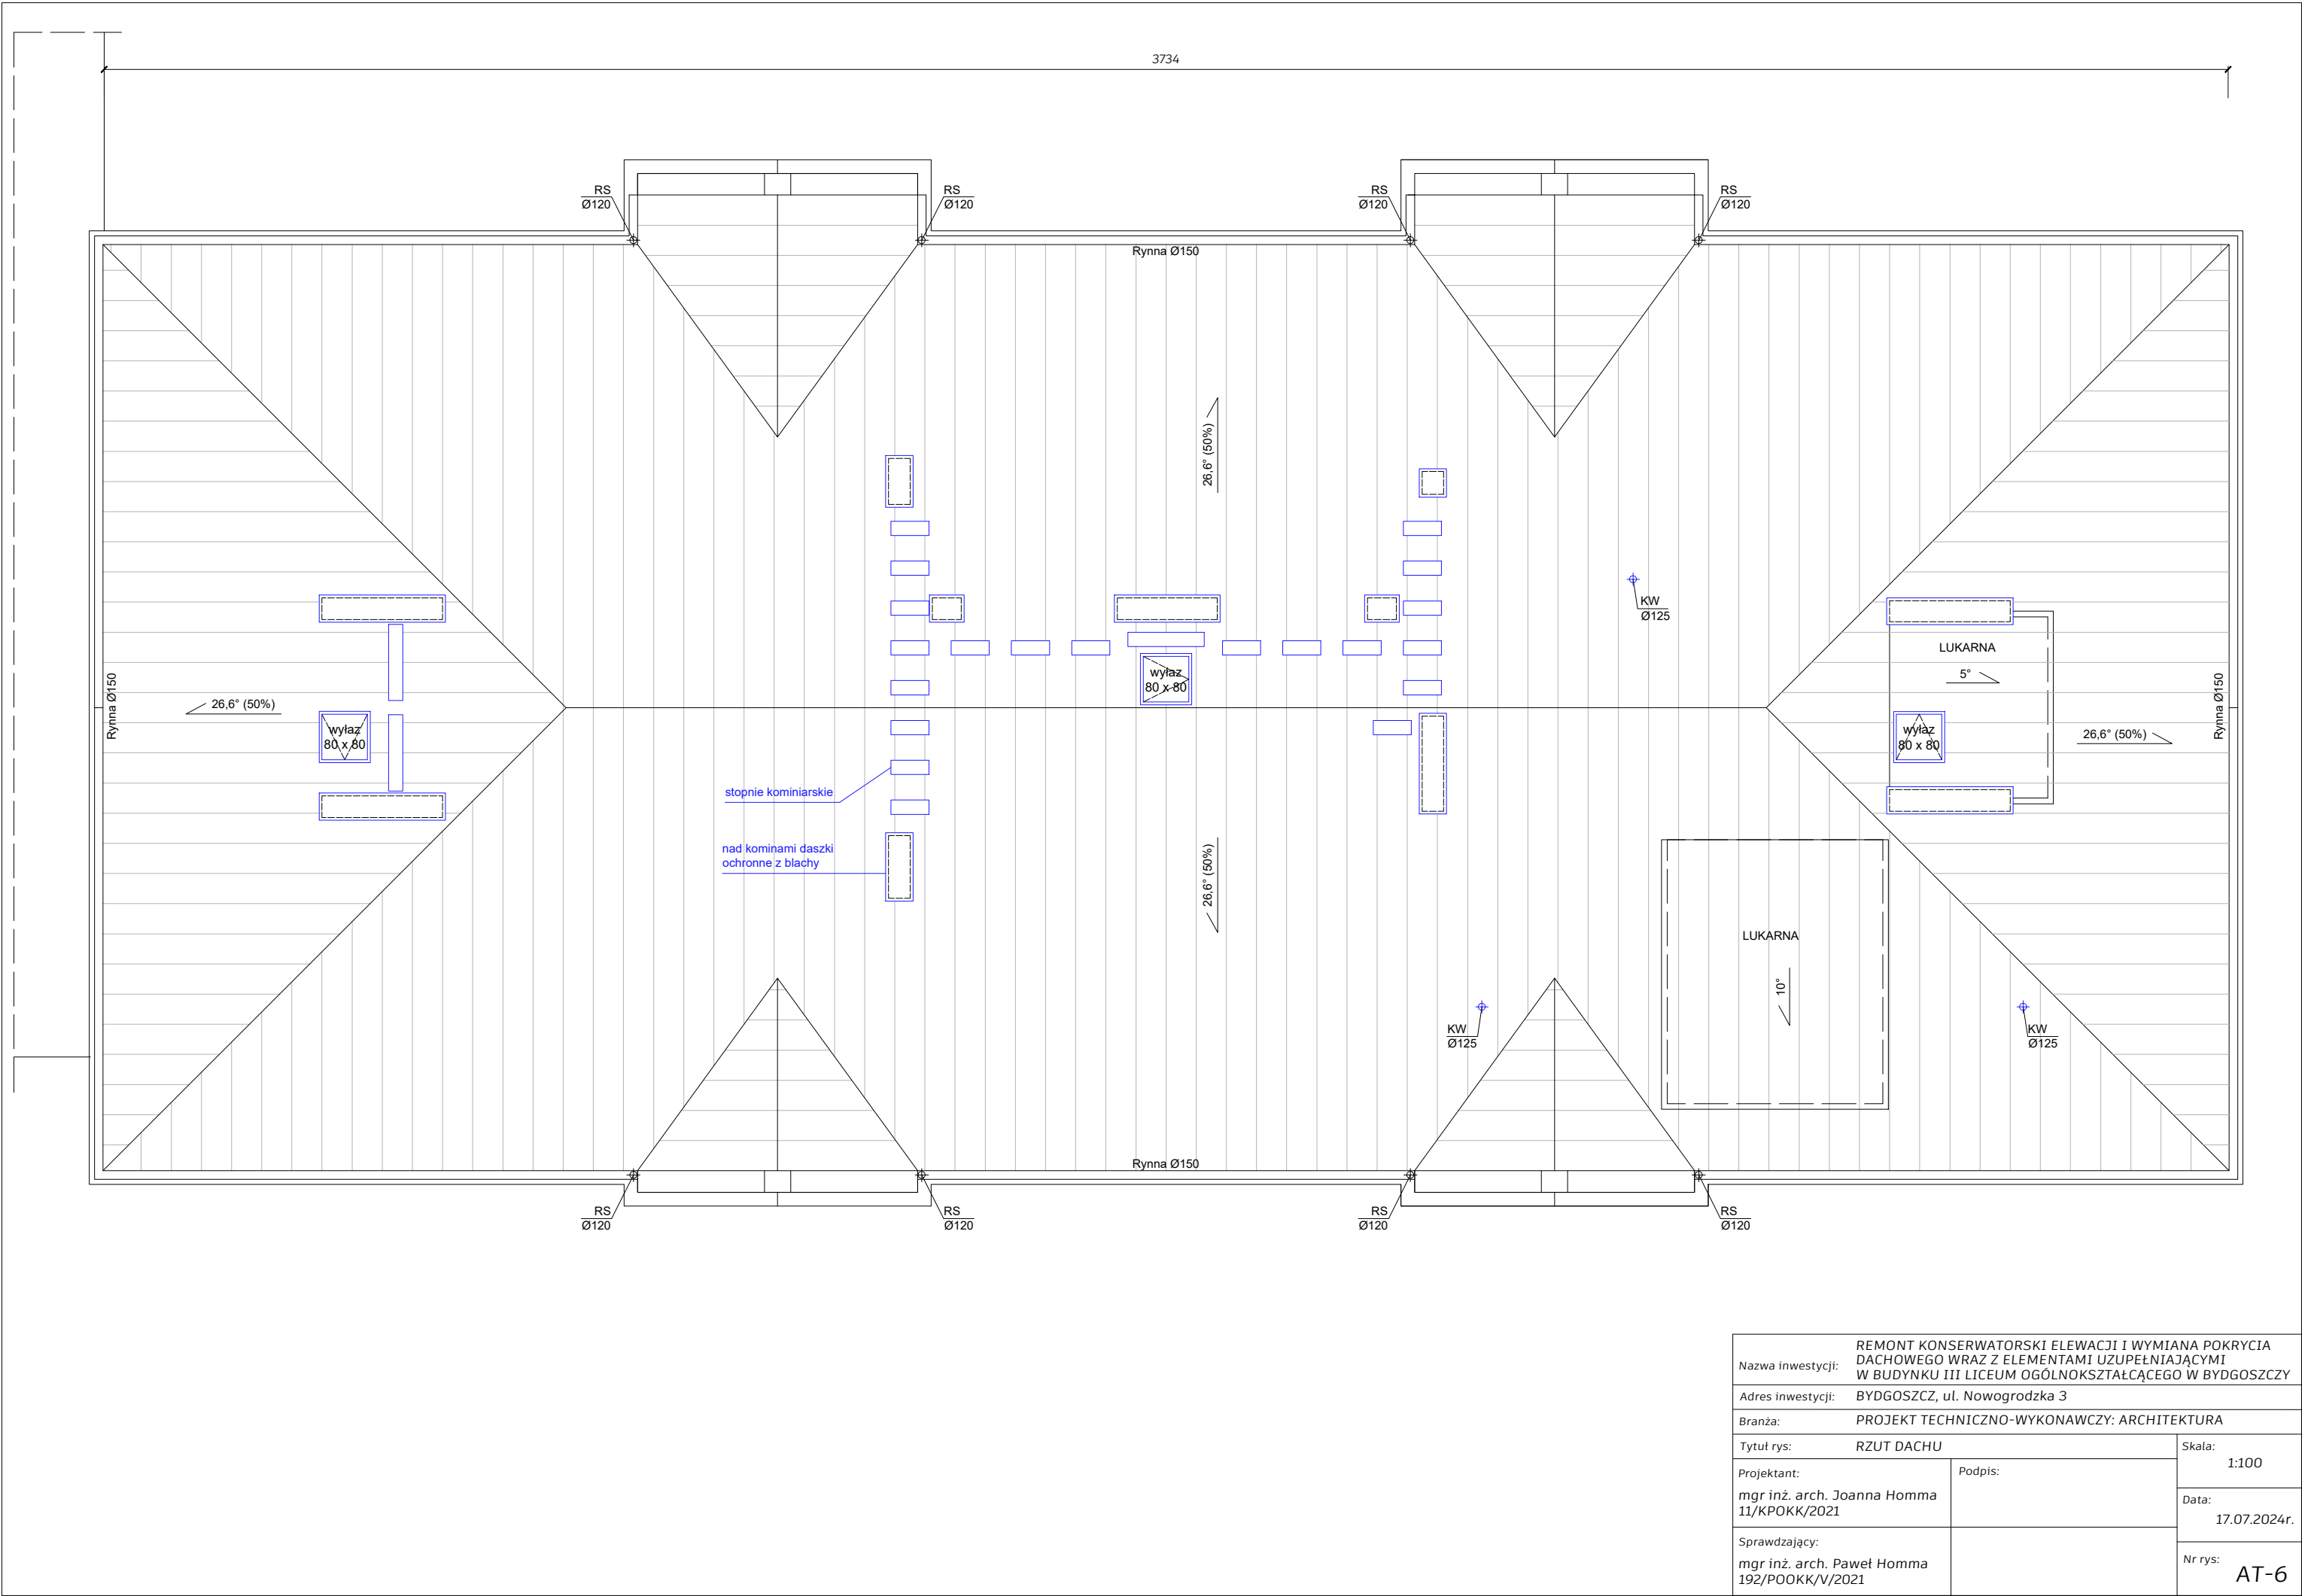 3734
RS
Ø120
RS
Ø120
RS
Ø120
RS
Ø120
Rynna Ø150
26,6° (50%)
KW
Ø125
LUKARNA
5°
wyłaz
80 x 80
Rynna Ø150
26,6° (50%)
wyłaz
80 x 80
wyłaz
80 x 80
26,6° (50%)
Rynna Ø150
stopnie kominiarskie
nad kominami daszki
ochronne z blachy
26,6° (50%)
LUKARNA
10°
KW
Ø125
KW
Ø125
Rynna Ø150
RS
Ø120
RS
Ø120
RS
Ø120
RS
Ø120
Nazwa inwestycji:
REMONT KONSERWATORSKI ELEWACJI I WYMIANA POKRYCIA
DACHOWEGO WRAZ Z ELEMENTAMI UZUPEŁNIAJĄCYMI
W BUDYNKU III LICEUM OGÓLNOKSZTAŁCĄCEGO W BYDGOSZCZY
Adres inwestycji: BYDGOSZCZ, ul. Nowogrodzka 3
Branża: PROJEKT TECHNICZNO-WYKONAWCZY: ARCHITEKTURA
Tytuł rys: RZUT DACHU
Skala:
1:100
Projektant:
mgr inż. arch. Joanna Homma
11/KPOKK/2021
Podpis:
Data:
17.07.2024r.
Sprawdzający:
mgr inż. arch. Paweł Homma
192/POOKK/V/2021
Nr rys: AT-6